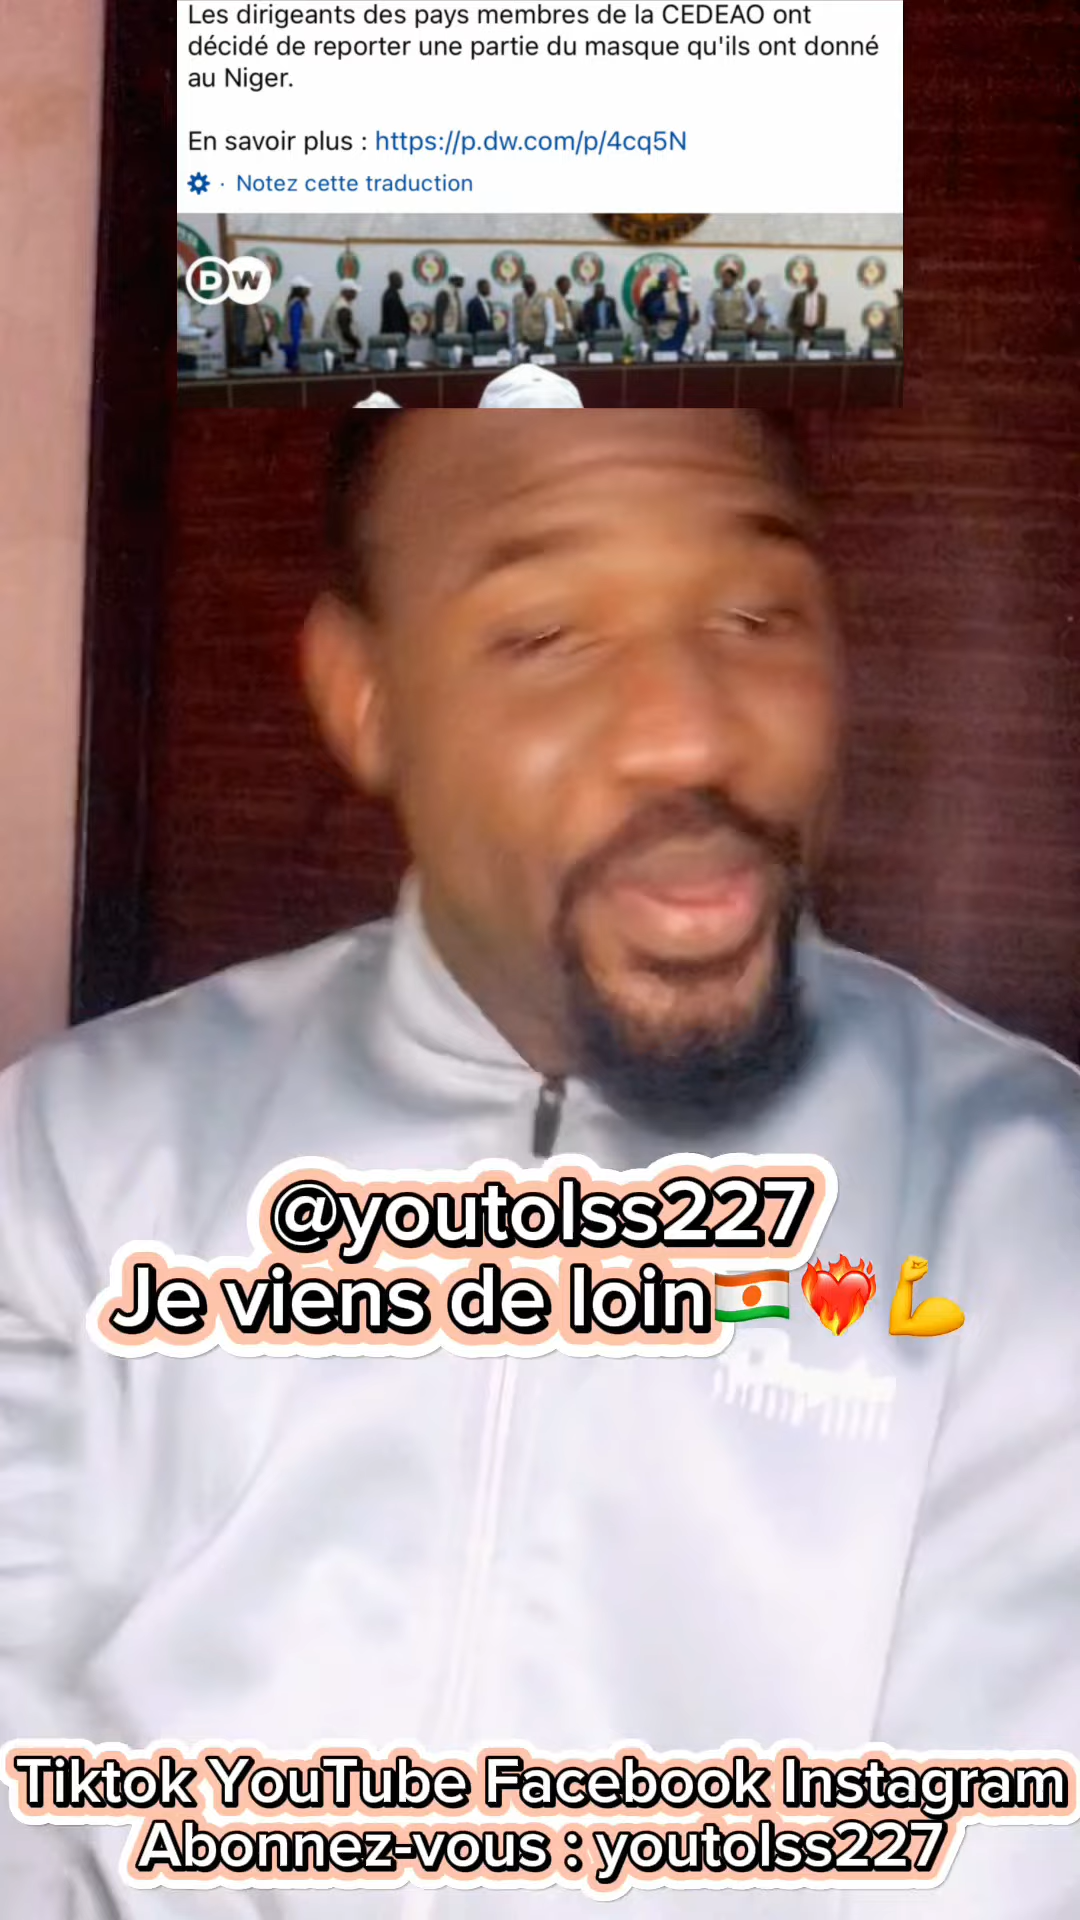 Les dirigeants des pays membres de la CEDEAO ont
décidé de reporter une partie du masque qu'ils ont donné
au Niger.
En savoir plus : https://p.dw.com/p/4cq5N
· Notez cette traduction
DW
@youtolss227
Je viens de loin🇳🇪❤️‍🔥💪
Tiktok YouTube Facebook Instagram
Abonnez-vous : youtolss227